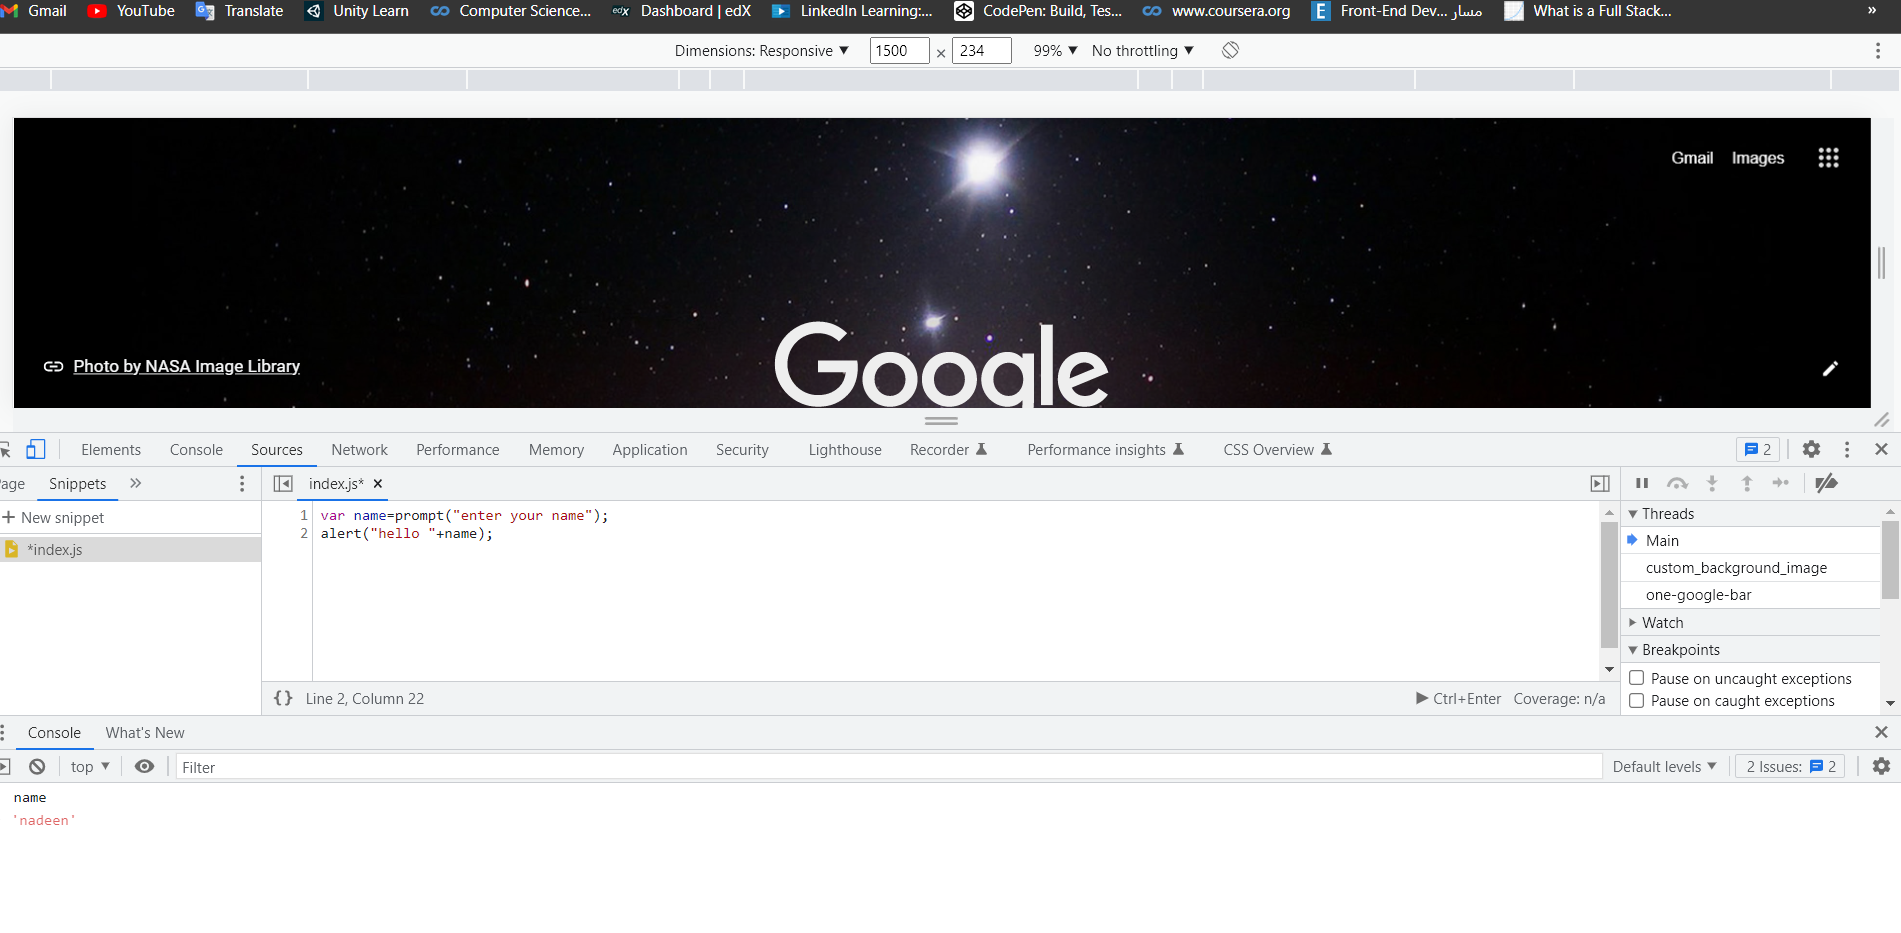 Gmail YouTube Translate Unity Learn Computer Science... edX Dashboard | edX LinkedIn Learning:... CodePen: Build, Tes... www.coursera.org E Front-End Dev... مسار What is a Full Stack... »
Dimensions: Responsive ▼ 1500 × 234 99% ▼ No throttling ▼
Gmail Images
Google
Photo by NASA Image Library
Elements Console Sources Network Performance Memory Application Security Lighthouse Recorder Performance insights CSS Overview 2
age Snippets » index.js* ×
+ New snippet
*index.js
1 var name=prompt("enter your name");
2 alert("hello "+name);
{} Line 2, Column 22 Ctrl+Enter Coverage: n/a
Threads
Main
custom_background_image
one-google-bar
Watch
Breakpoints
Pause on uncaught exceptions
Pause on caught exceptions
Console What's New
top ▼ Filter Default levels ▼ 2 Issues: 2
name
'nadeen'